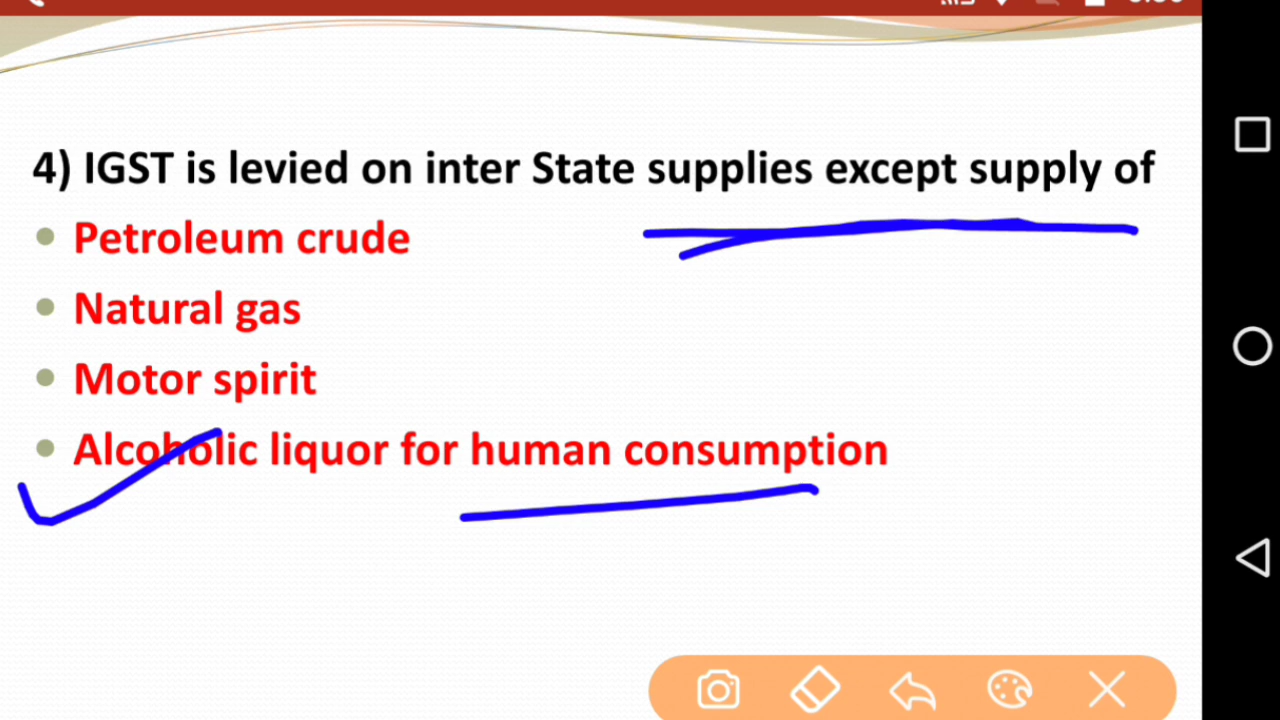 4) IGST is levied on inter State supplies except supply of
Petroleum crude
Natural gas
Motor spirit
Alcoholic liquor for human consumption